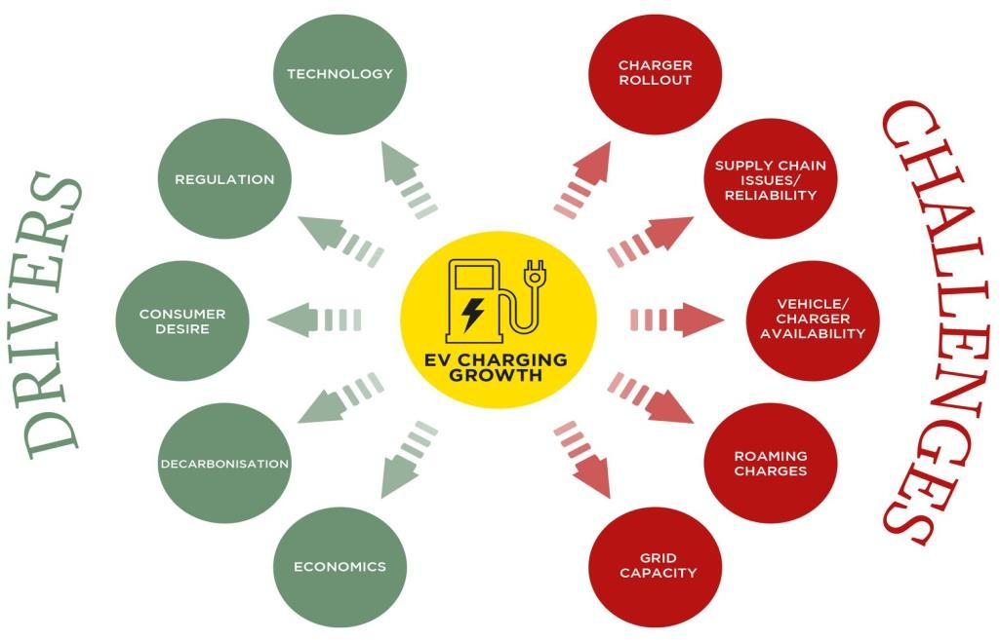 DRIVERS
TECHNOLOGY
REGULATION
CONSUMER
DESIRE
DECARBONISATION
ECONOMICS
EV CHARGING
GROWTH
CHARGER
ROLLOUT
SUPPLY CHAIN
ISSUES/
RELIABILITY
VEHICLE/
CHARGER
AVAILABILITY
ROAMING
CHARGES
GRID
CAPACITY
CHALLENGES